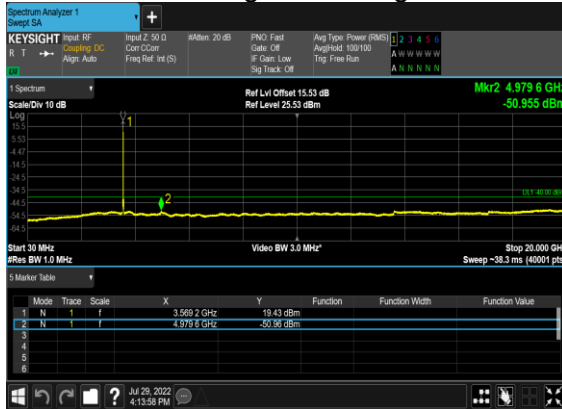 Spectrum Analyzer 1
Swept SA
+
KEYSIGHT Input: RF Input Z: 50 Ω #Atten: 20 dB PNO: Fast Avg Type: Power (RMS) 1 2 3 4 5 6
R T Coupling: DC Corr CCorr Gate: Off Avg|Hold: 100/100 A W W W W W
Align: Auto Freq Ref: Int (S) IF Gain: Low Trig: Free Run
LU Sig Track: Off A N N N N N
1 Spectrum
Ref Lvl Offset 15.53 dB Mkr2 4.979 6 GHz
Scale/Div 10 dB Ref Level 25.53 dBm -50.955 dBm
Log
15.5
5.53
-4.47
-14.5
-24.5
-34.5
-44.5
-54.5
-64.5
1
2
DL1 -40.00 dBm
Start 30 MHz Video BW 3.0 MHz* Stop 20.000 GHz
#Res BW 1.0 MHz Sweep ~38.3 ms (40001 pts)
5 Marker Table
Mode Trace Scale X Y Function Function Width Function Value
1 N 1 f 3.569 2 GHz 19.43 dBm
2 N 1 f 4.979 6 GHz -50.96 dBm
3
4
5
6
? Jul 29, 2022
4:13:58 PM